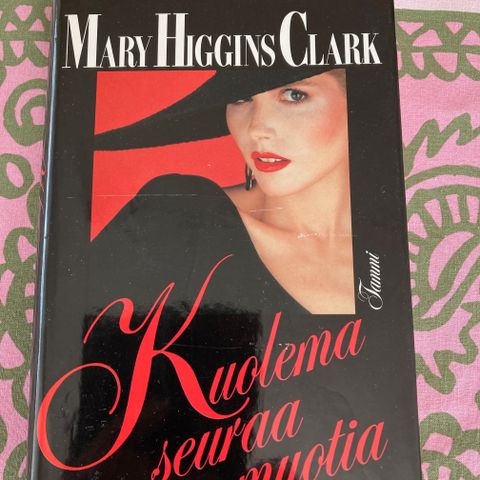 MARY HIGGINS CLARK
Tammi
Kuolema
seuraa
muotia